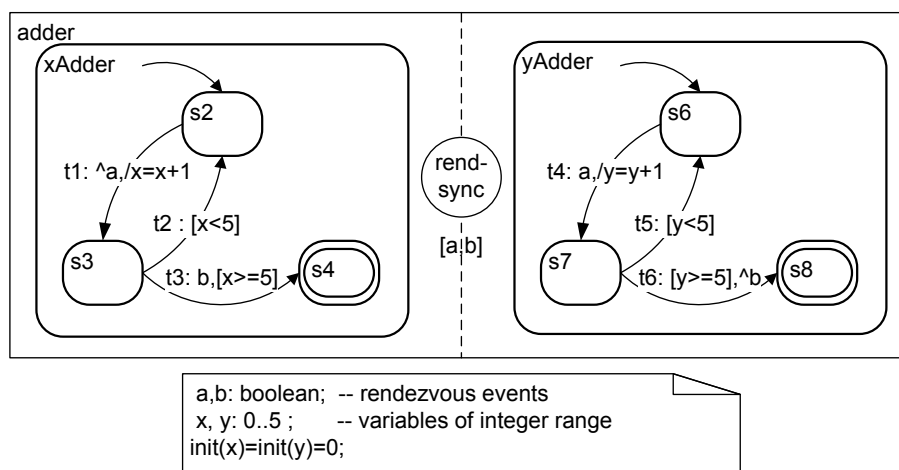 adder
xAdder
s2
t1: ^a,/x=x+1
t2 : [x<5]
s3
t3: b,[x>=5]
s4
rend-
sync
[a,b]
yAdder
s6
t4: a,/y=y+1
t5: [y<5]
s7
t6: [y>=5],^b
s8
a,b: boolean; -- rendezvous events
x, y: 0..5 ; -- variables of integer range
init(x)=init(y)=0;